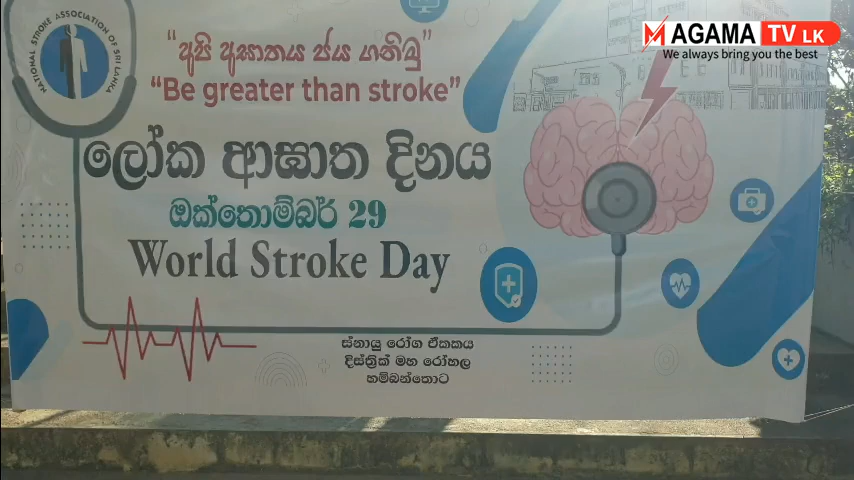 NATIONAL STROKE ASSOCIATION OF SRI LANKA
MAGAMA TV LK
We always bring you the best
"අපි අඝාතය ජය ගනිමු"
"Be greater than stroke"
ලෝක ආඝාත දිනය
ඔක්තොම්බර් 29
World Stroke Day
ස්නායු රෝග ඒකකය
දිස්ත්‍රික් මහ රෝහල
හම්බන්තොට